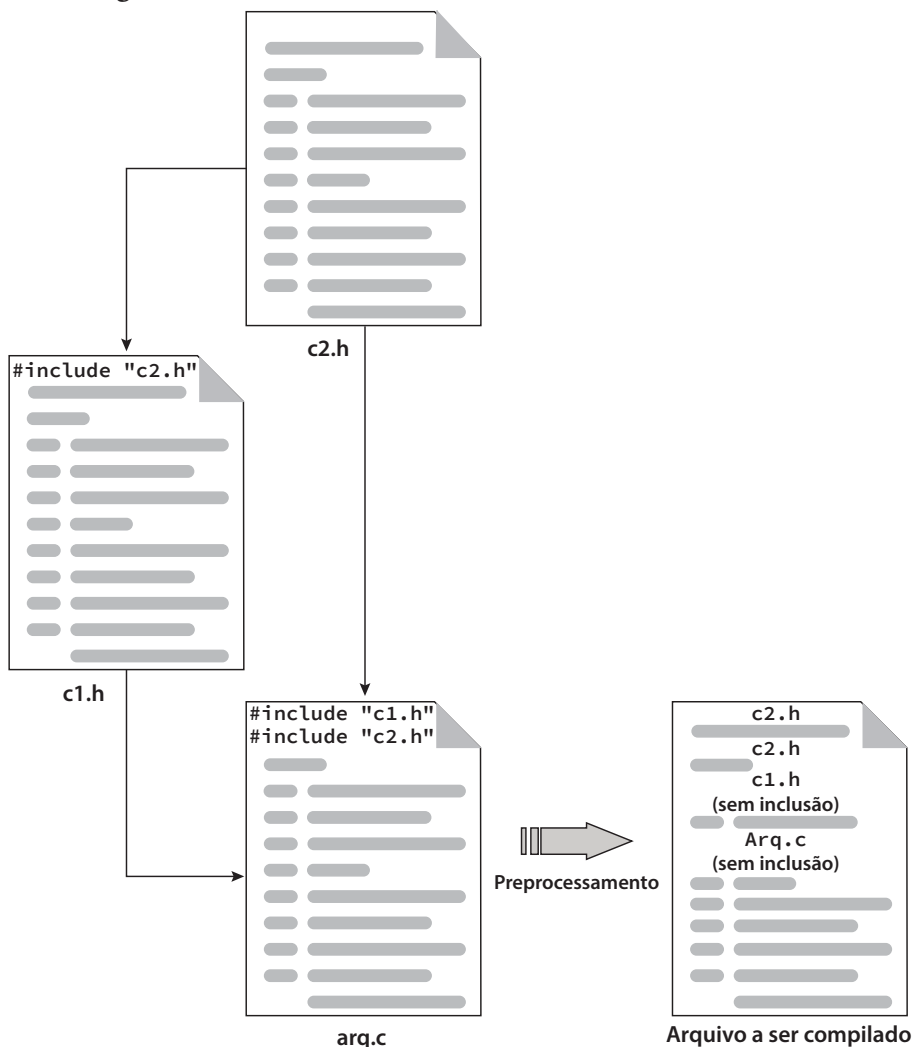 c2.h
#include "c2.h"
c1.h
#include "c1.h"
#include "c2.h"
arq.c
Preprocessamento
c2.h
c2.h
c1.h
(sem inclusão)
Arq.c
(sem inclusão)
Arquivo a ser compilado